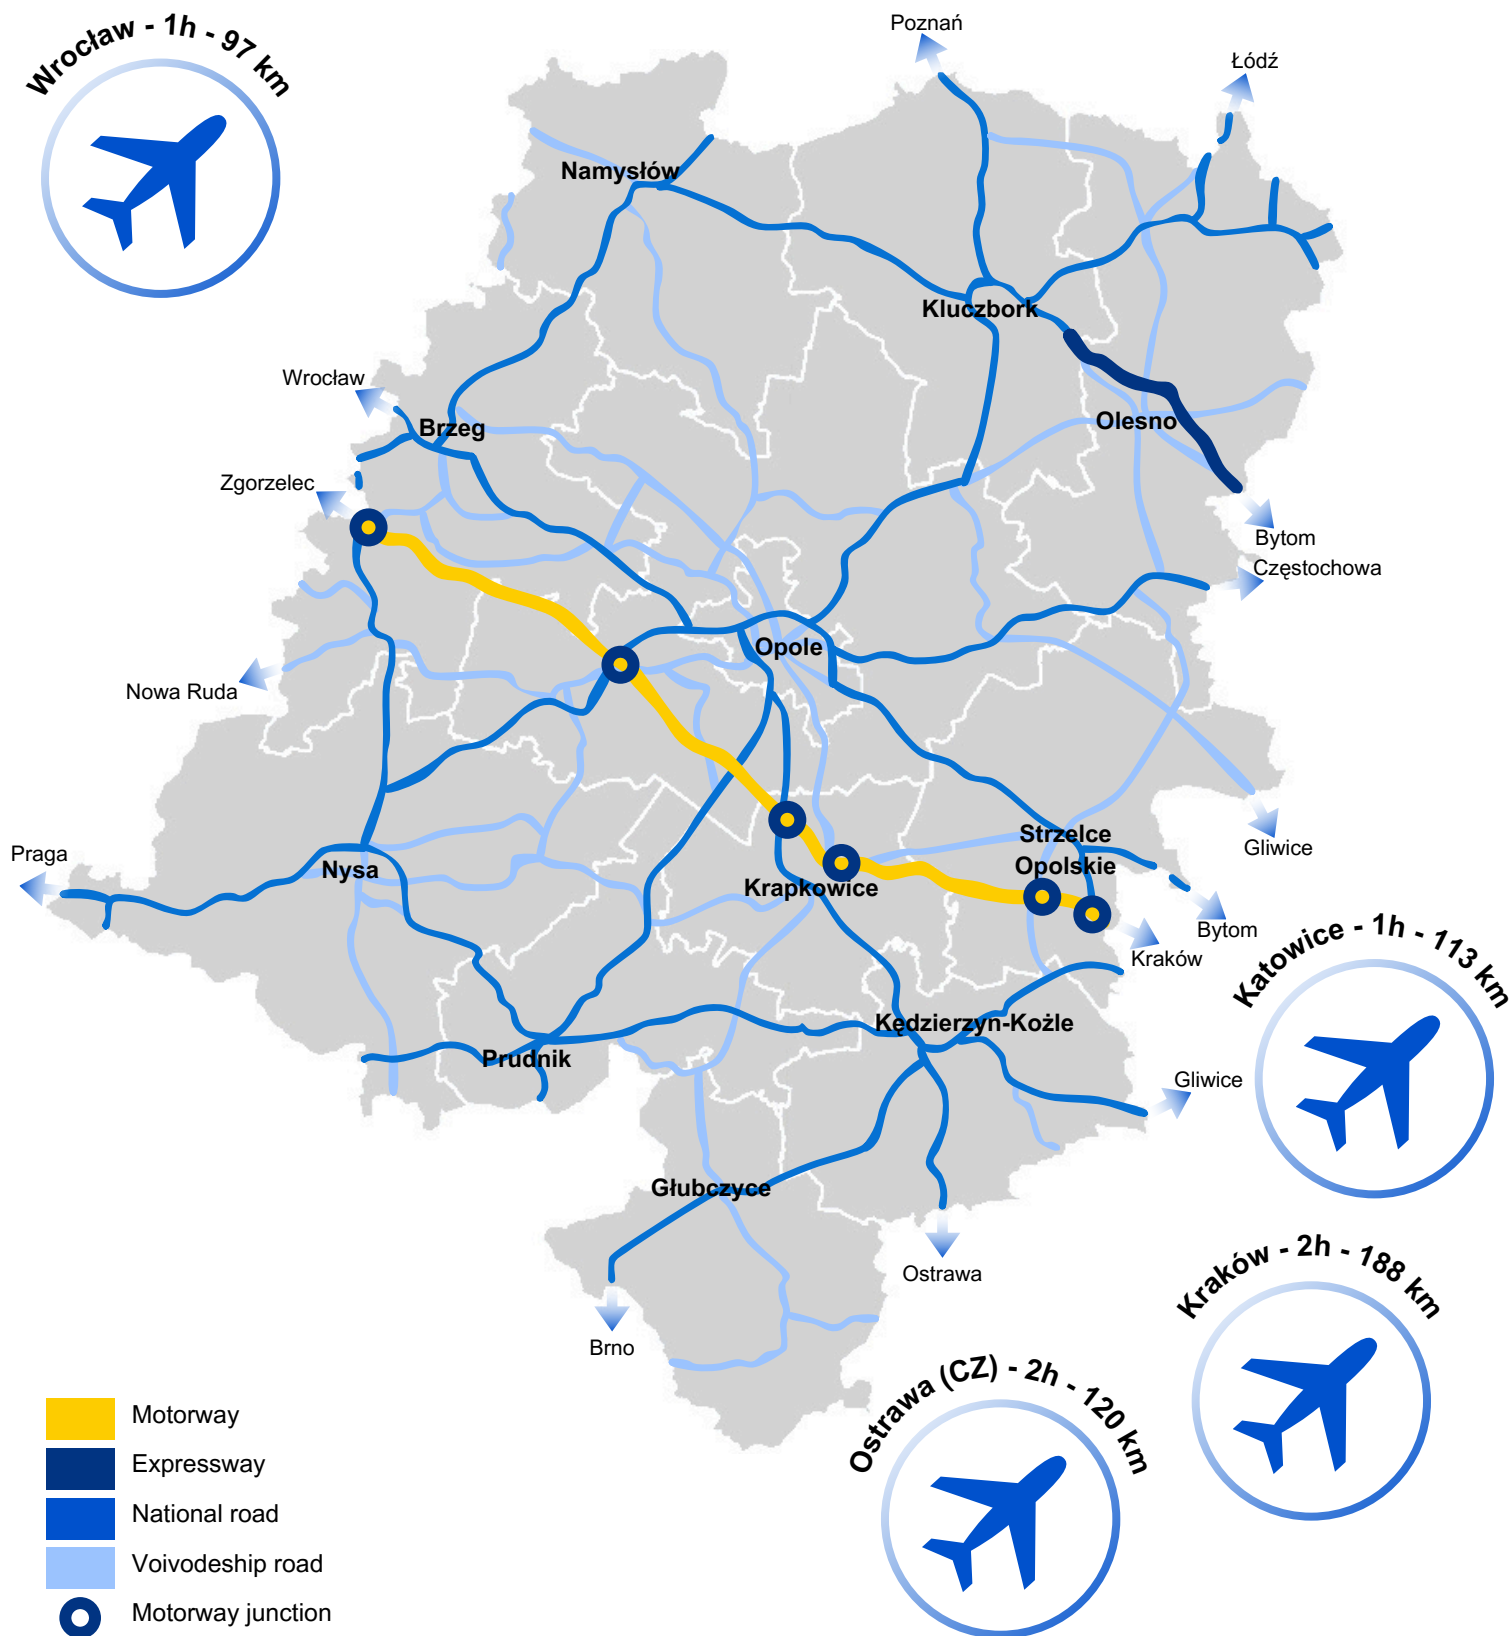 Wrocław - 1h - 97 km
Poznań
Łódź
Namysłów
Kluczbork
Wrocław
Brzeg
Olesno
Zgorzelec
Bytom
Częstochowa
Opole
Nowa Ruda
Strzelce
Opolskie
Gliwice
Praga
Nysa
Krapkowice
Bytom
Kraków
Katowice - 1h - 113 km
Kędzierzyn-Kożle
Prudnik
Gliwice
Głubczyce
Ostrawa
Kraków - 2h - 188 km
Brno
Ostrawa (CZ) - 2h - 120 km
Motorway
Expressway
National road
Voivodeship road
Motorway junction